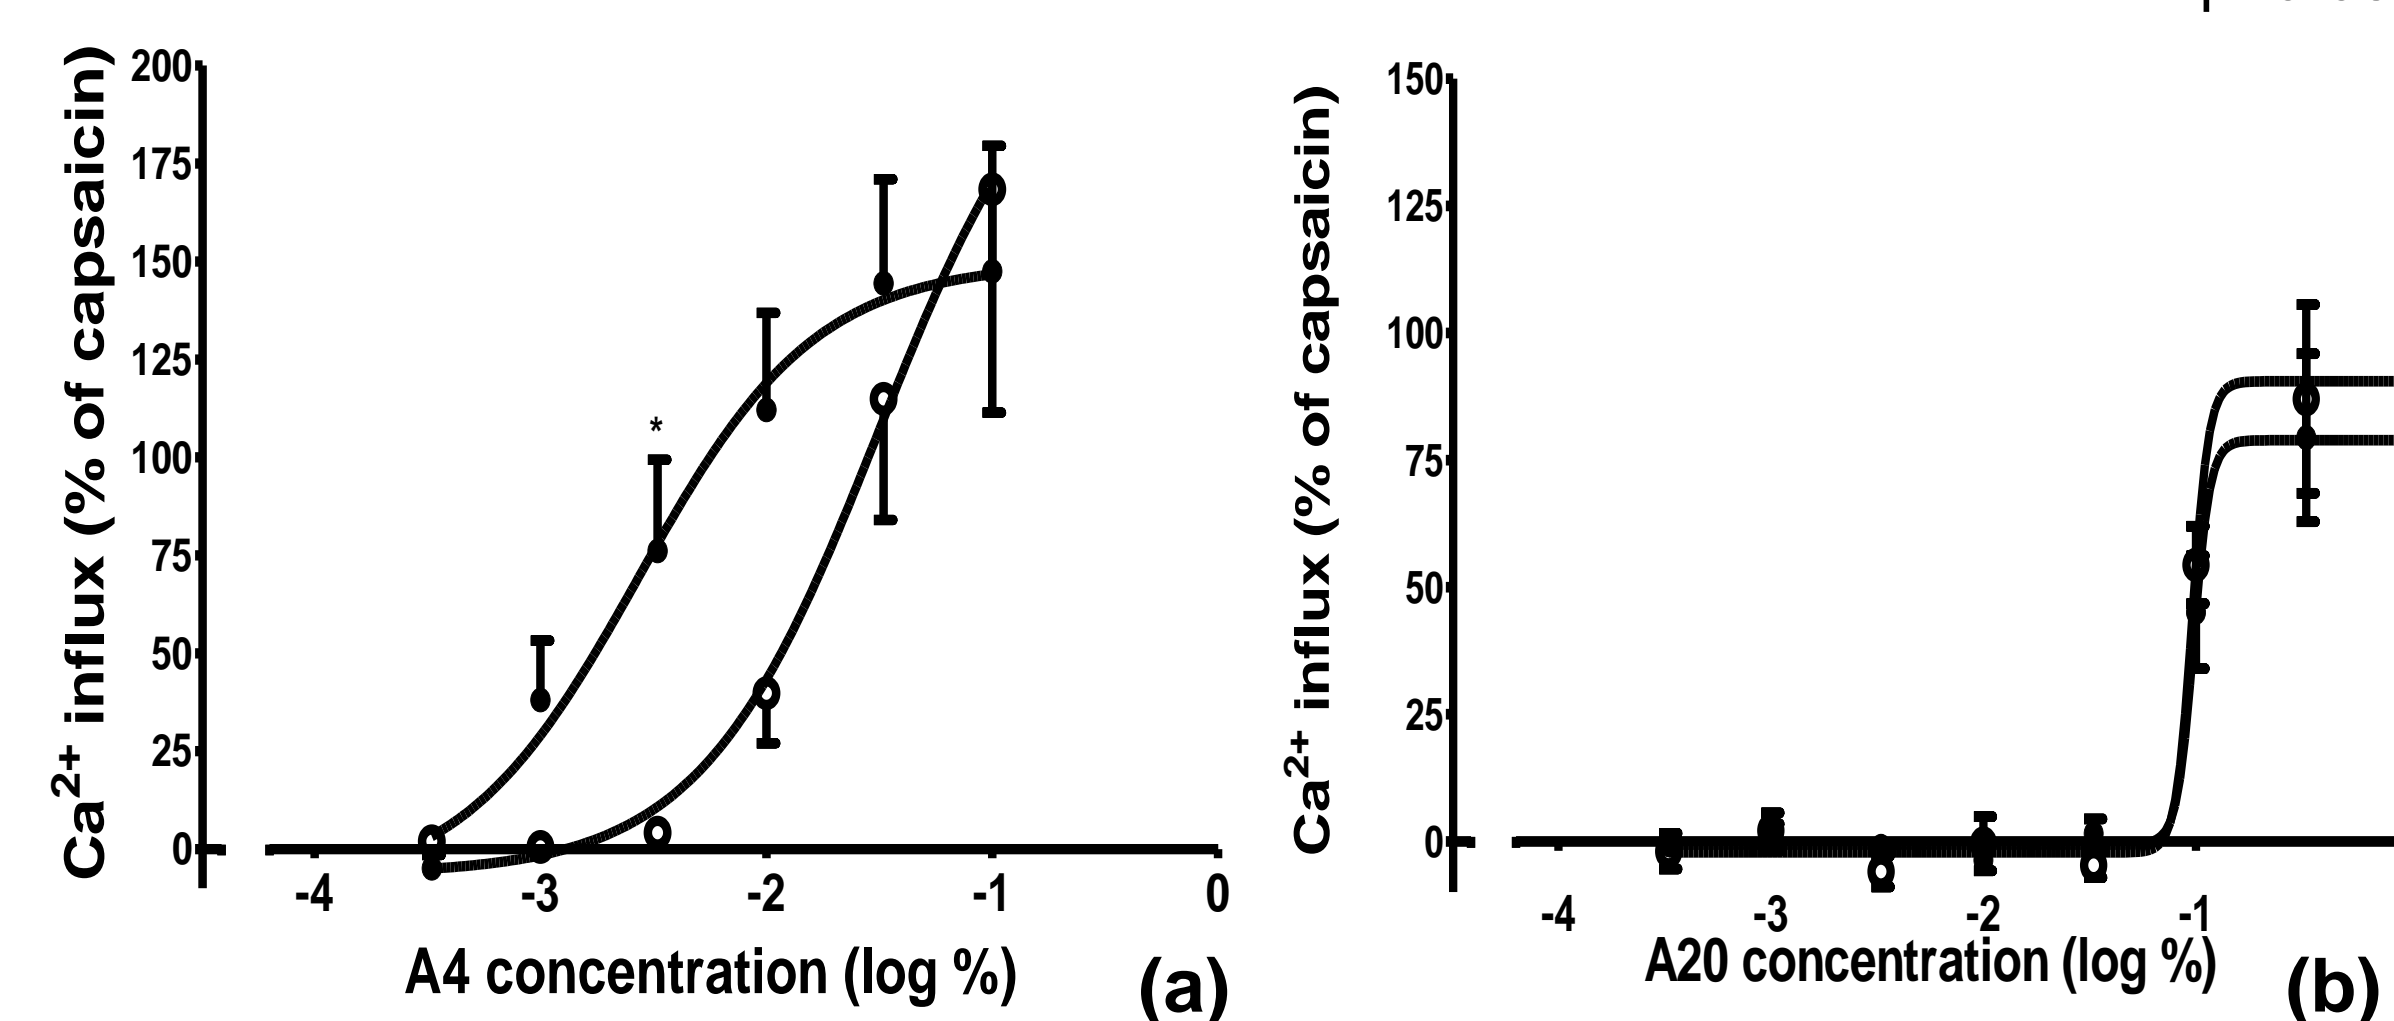 Ca2+ influx (% of capsaicin)
200
175
150
125
100
75
50
25
0
*
-4 -3 -2 -1 0
A4 concentration (log %)
(a)
Ca2+ influx (% of capsaicin)
150
125
100
75
50
25
0
-4 -3 -2 -1
A20 concentration (log %)
(b)